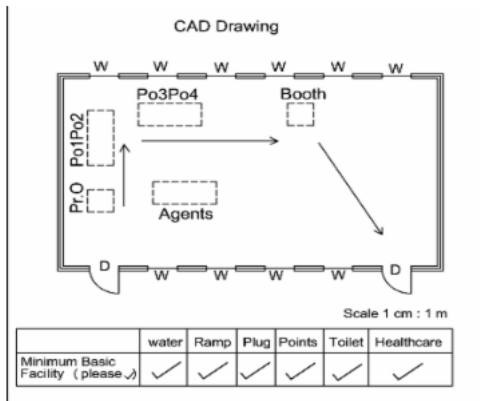 CAD Drawing
W W W W W W
Po3Po4 Booth
Po1Po2
Pr.O
Agents
D W W W W D
Scale 1 cm : 1 m
water Ramp Plug Points Toilet Healthcare
Minimum Basic
Facility ( please ✓) ✓ ✓ ✓ ✓ ✓ ✓